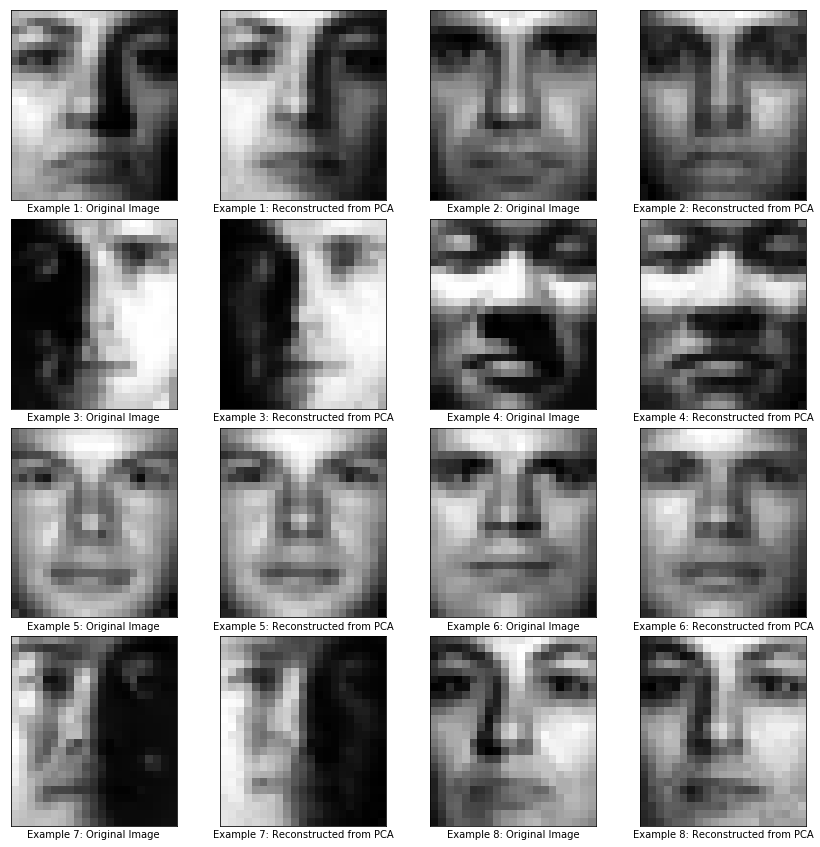 Example 1: Original Image
Example 1: Reconstructed from PCA
Example 2: Original Image
Example 2: Reconstructed from PCA
Example 3: Original Image
Example 3: Reconstructed from PCA
Example 4: Original Image
Example 4: Reconstructed from PCA
Example 5: Original Image
Example 5: Reconstructed from PCA
Example 6: Original Image
Example 6: Reconstructed from PCA
Example 7: Original Image
Example 7: Reconstructed from PCA
Example 8: Original Image
Example 8: Reconstructed from PCA